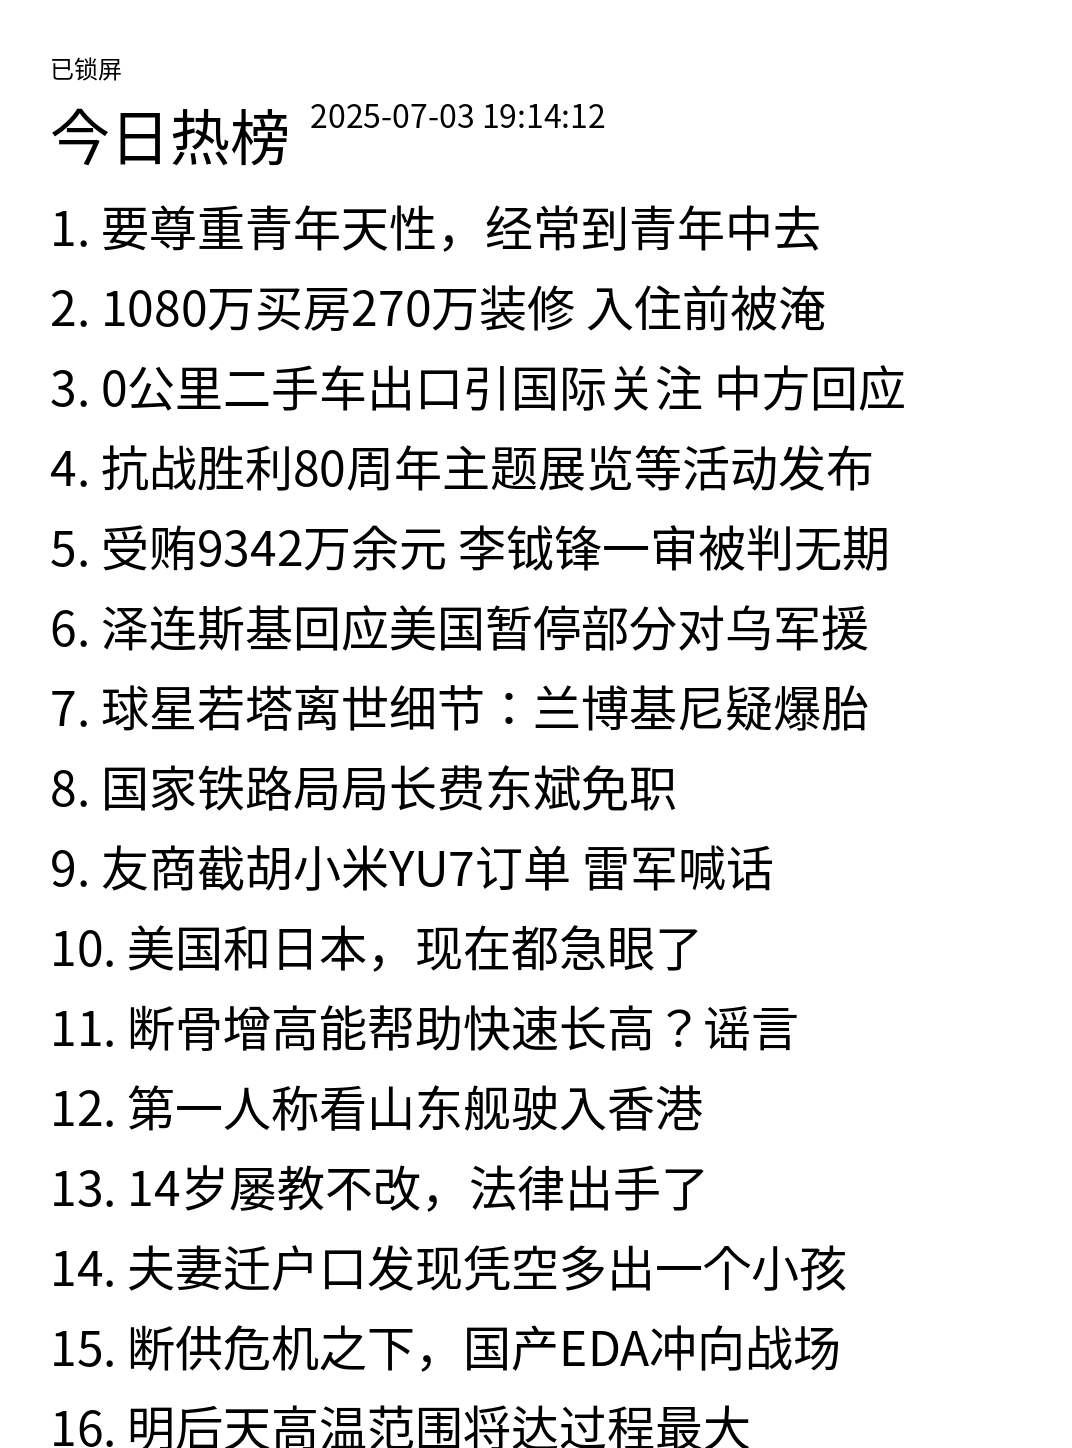 已锁屏
今日热榜 2025-07-03 19:14:12
1. 要尊重青年天性，经常到青年中去
2. 1080万买房270万装修 入住前被淹
3. 0公里二手车出口引国际关注 中方回应
4. 抗战胜利80周年主题展览等活动发布
5. 受贿9342万余元 李钺锋一审被判无期
6. 泽连斯基回应美国暂停部分对乌军援
7. 球星若塔离世细节：兰博基尼疑爆胎
8. 国家铁路局局长费东斌免职
9. 友商截胡小米YU7订单 雷军喊话
10. 美国和日本，现在都急眼了
11. 断骨增高能帮助快速长高？谣言
12. 第一人称看山东舰驶入香港
13. 14岁屡教不改，法律出手了
14. 夫妻迁户口发现凭空多出一个小孩
15. 断供危机之下，国产EDA冲向战场
16. 明后天高温范围将达过程最大